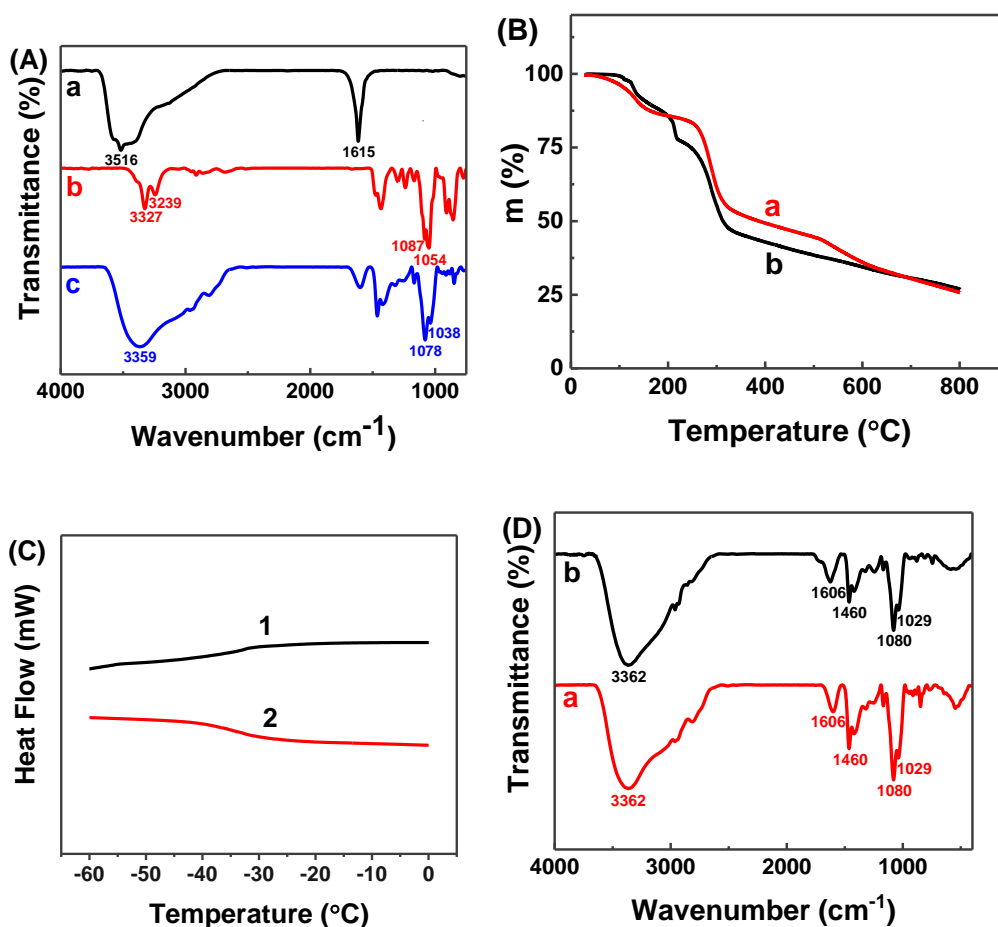 (A)
a
3516
1615
b
3327
3239
1087
1054
c
3359
1078
1038
4000
3000
2000
1000
Wavenumber (cm-1)
Transmittance (%)
(B)
100
75
50
25
0
a
b
0
200
400
600
800
Temperature (°C)
m (%)
(C)
1
2
-60
-50
-40
-30
-20
-10
0
Temperature (°C)
Heat Flow (mW)
(D)
b
3362
1606
1460
1080
1029
a
3362
1606
1460
1080
1029
4000
3000
2000
1000
Wavenumber (cm-1)
Transmittance (%)